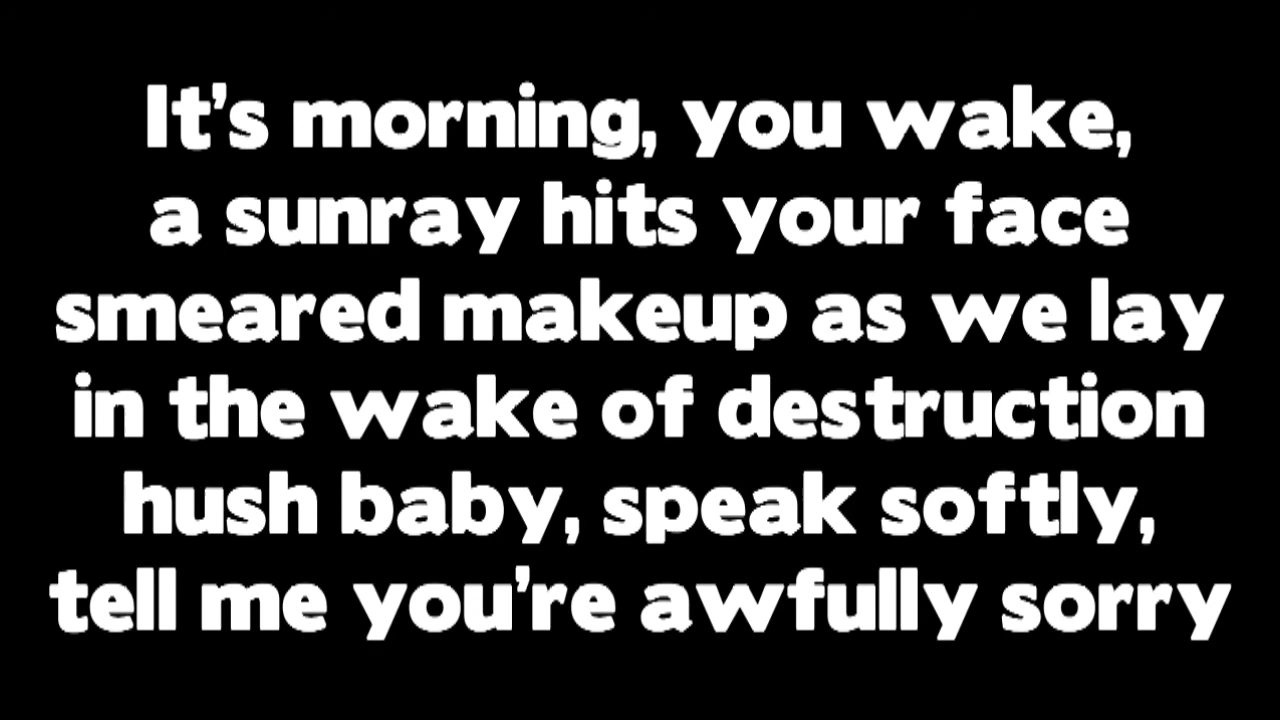 It's morning, you wake,
a sunray hits your face
smeared makeup as we lay
in the wake of destruction
hush baby, speak softly,
tell me you're awfully sorry